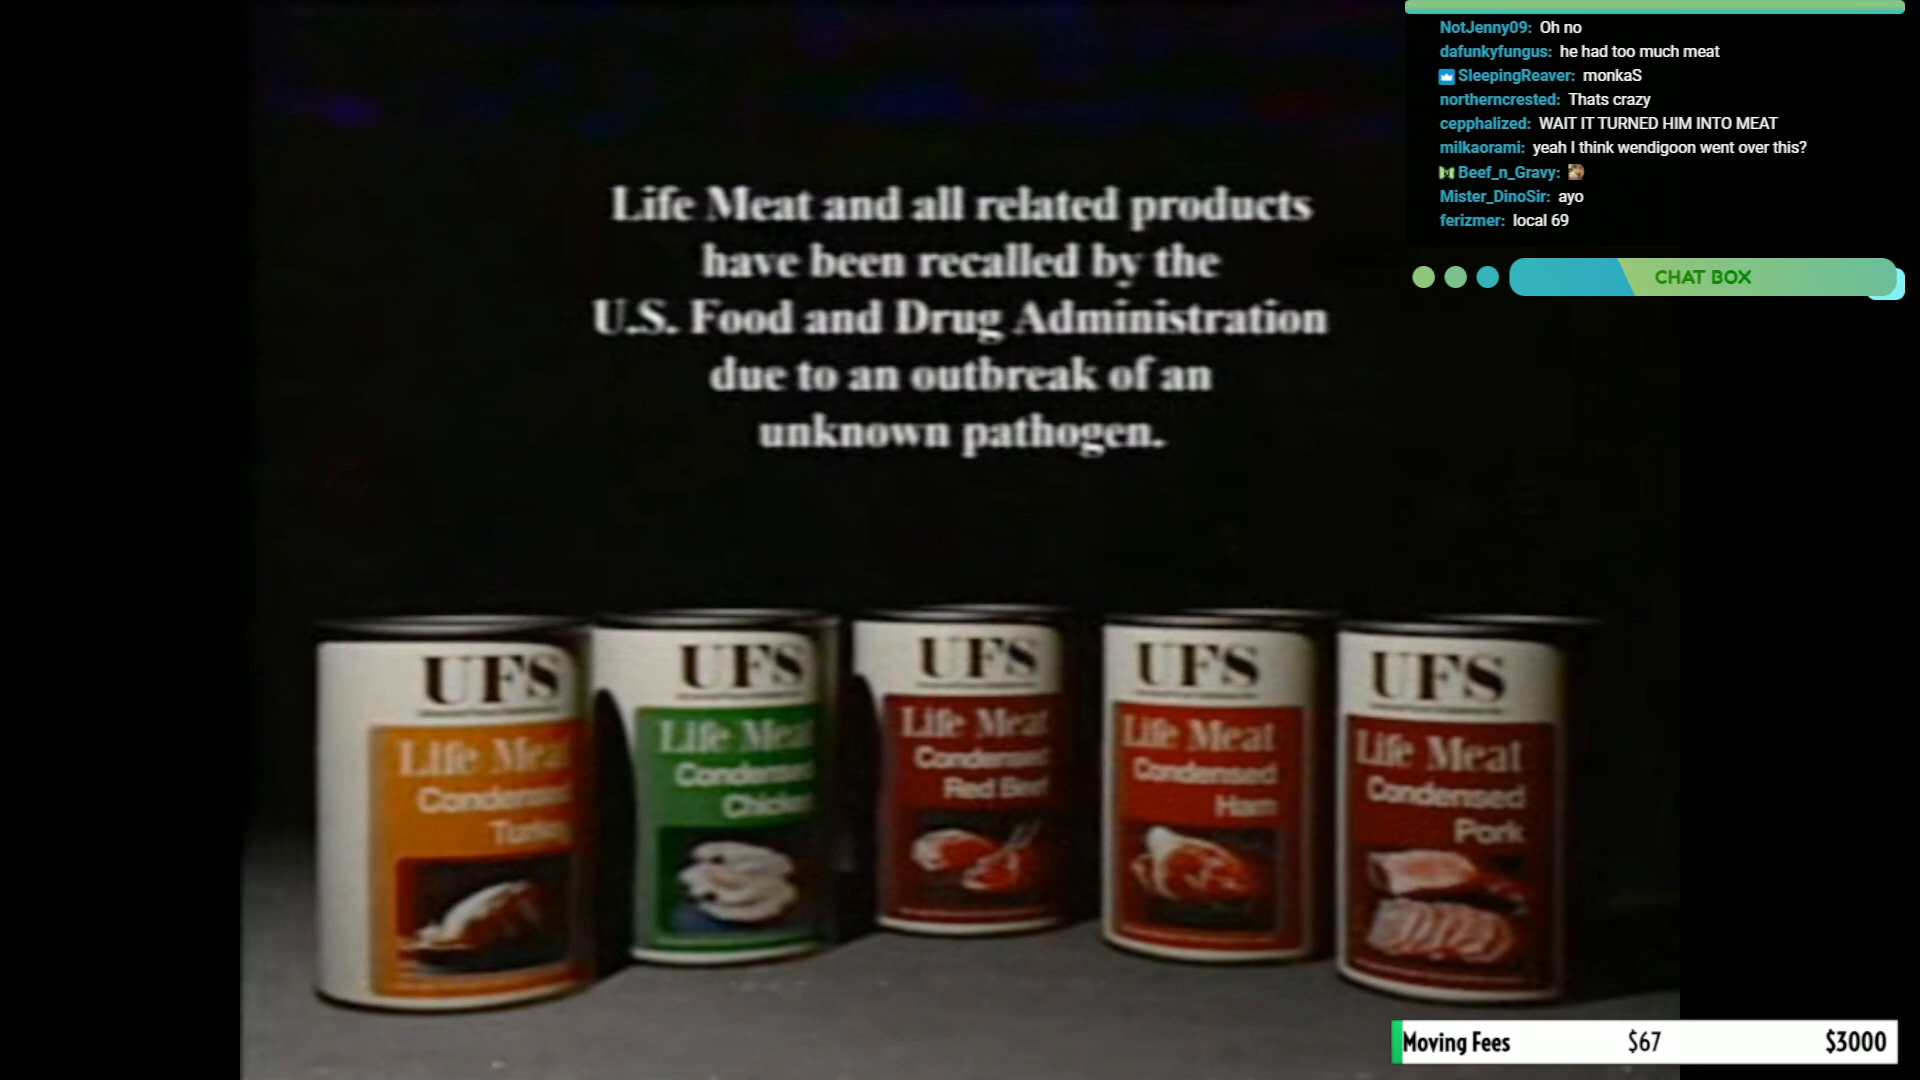 NotJenny09: Oh no
dafunkyfungus: he had too much meat
SleepingReaver: monkaS
northerncrested: Thats crazy
cepphalized: WAIT IT TURNED HIM INTO MEAT
milkaorami: yeah I think wendigoon went over this?
Beef_n_Gravy:
Mister_DinoSir: ayo
ferizmer: local 69
CHAT BOX
Life Meat and all related products
have been recalled by the
U.S. Food and Drug Administration
due to an outbreak of an
unknown pathogen.
UFS
Life Meat
Condensed
Turkey
UFS
Life Meat
Condensed
Chicken
UFS
Life Meat
Condensed
Red Beef
UFS
Life Meat
Condensed
Ham
UFS
Life Meat
Condensed
Pork
Moving Fees $67 $3000